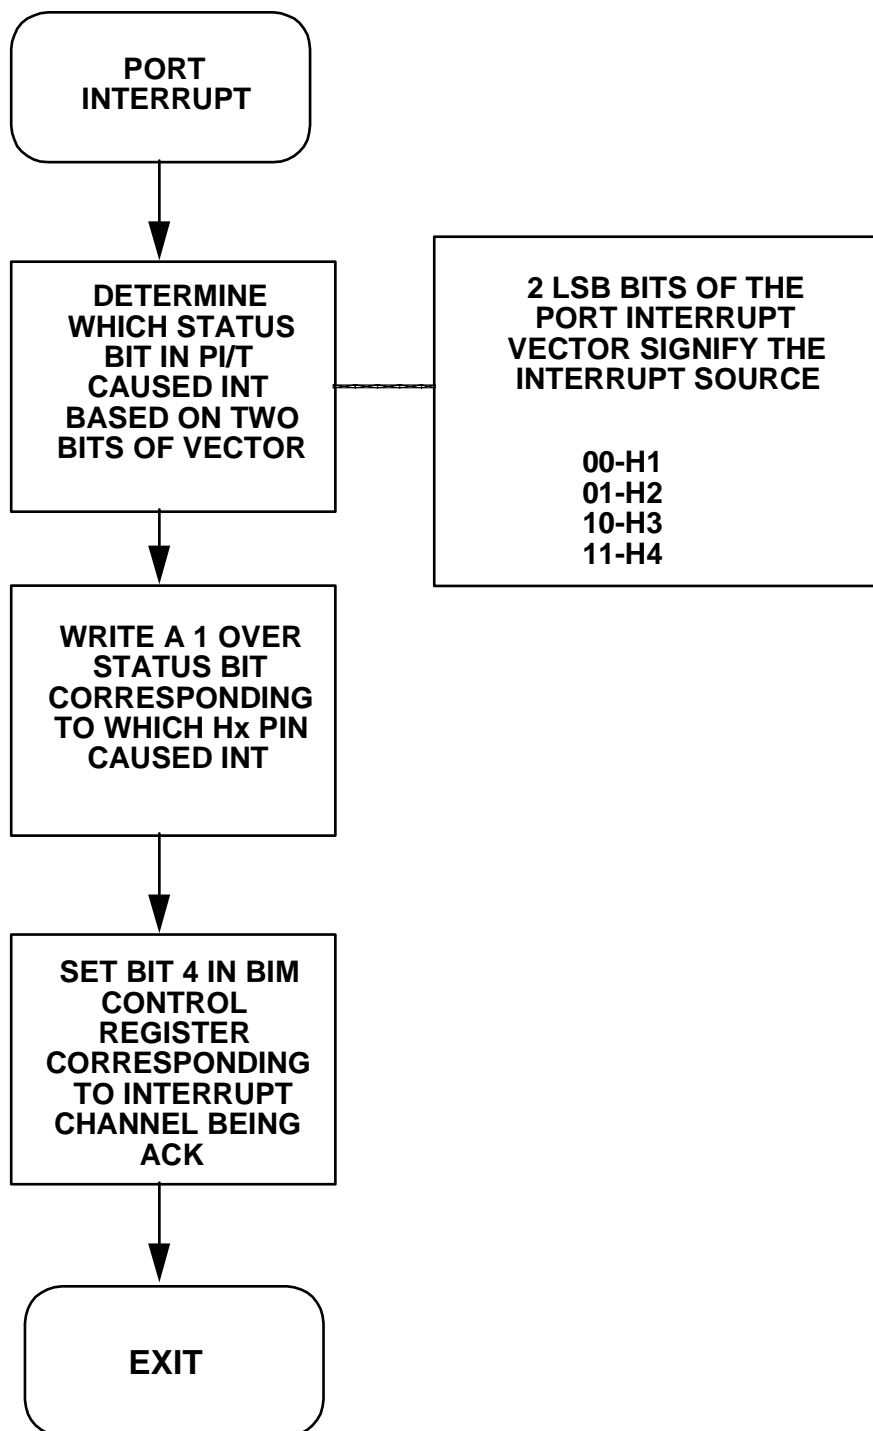 PORT
INTERRUPT
DETERMINE
WHICH STATUS
BIT IN PI/T
CAUSED INT
BASED ON TWO
BITS OF VECTOR
2 LSB BITS OF THE
PORT INTERRUPT
VECTOR SIGNIFY THE
INTERRUPT SOURCE
00-H1
01-H2
10-H3
11-H4
WRITE A 1 OVER
STATUS BIT
CORRESPONDING
TO WHICH Hx PIN
CAUSED INT
SET BIT 4 IN BIM
CONTROL
REGISTER
CORRESPONDING
TO INTERRUPT
CHANNEL BEING
ACK
EXIT